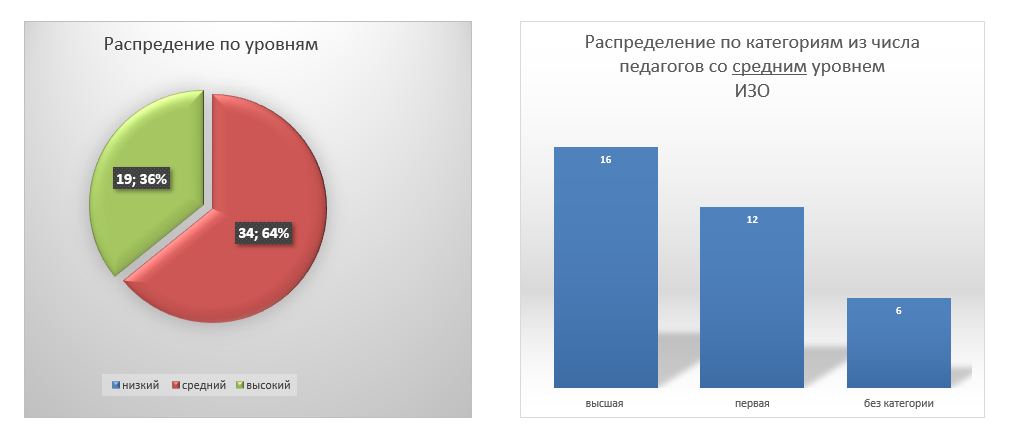 Распредение по уровням
19; 36%
34; 64%
низкий средний высокий
Распределение по категориям из числа
педагогов со средним уровнем
ИЗО
16
12
6
высшая первая без категории